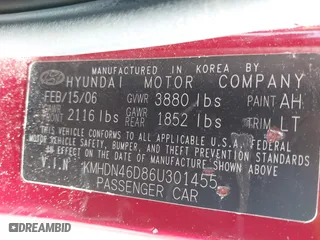 MANUFACTURED IN KOREA BY
HYUNDAI MOTOR COMPANY
FEB/15/06 GVWR 3880 lbs PAINT AH
GAWR FRONT 2116 lbs GAWR REAR 1852 lbs TRIM LT
THIS VEHICLE CONFORMS TO ALL APPLICABLE U.S.A. FEDERAL
MOTOR VEHICLE SAFETY, BUMPER, AND THEFT PREVENTION STANDARDS
IN EFFECT ON THE DATE OF MANUFACTURE SHOWN ABOVE.
V.I.N KMHDN46D86U301455
PASSENGER CAR
© DREAMBID